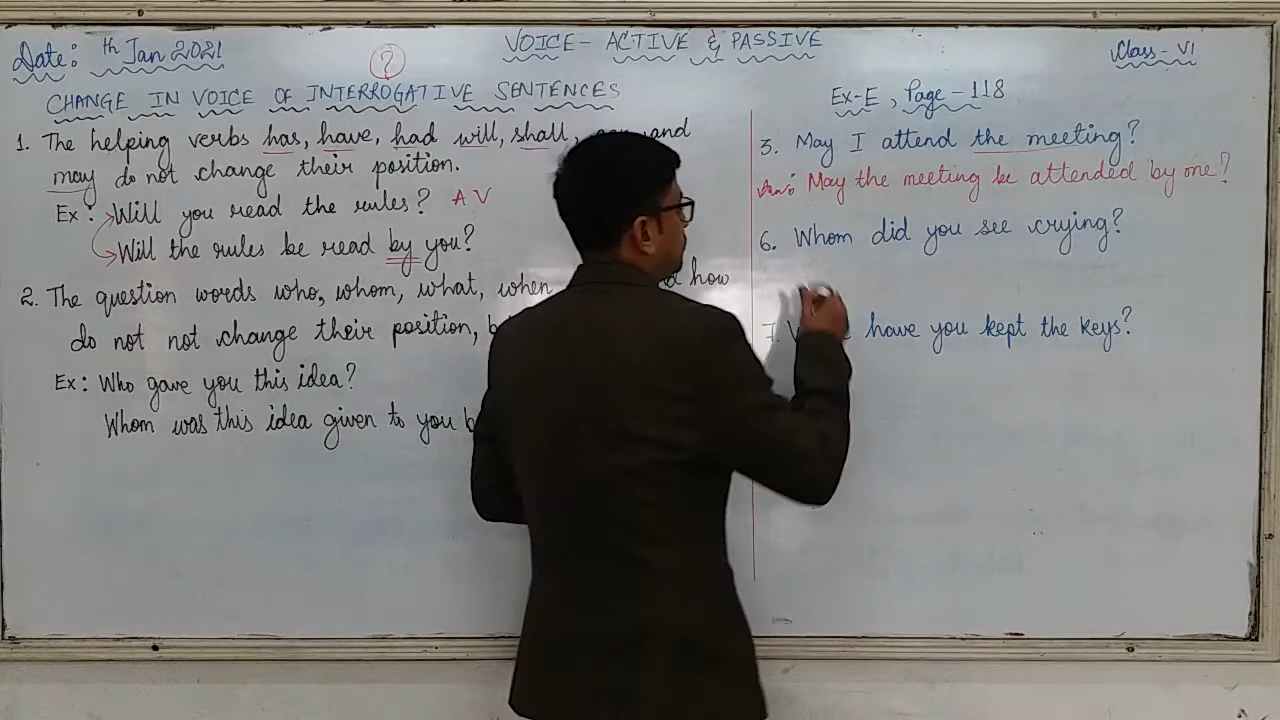 Date: th Jan 2021
VOICE - ACTIVE & PASSIVE
Class - VI
?
CHANGE IN VOICE OF INTERROGATIVE SENTENCES
1. The helping verbs has, have, had will, shall, and
may do not change their position.
Ex: Will you read the rules? AV
Will the rules be read by you?
2. The question words who, whom, what, when how
do not not change their position,
Ex: Who gave you this idea?
Whom was this idea given to you
Ex-E, Page - 118
3. May I attend the meeting?
Ans: May the meeting be attended by one?
6. Whom did you see crying?
7. have you kept the keys?